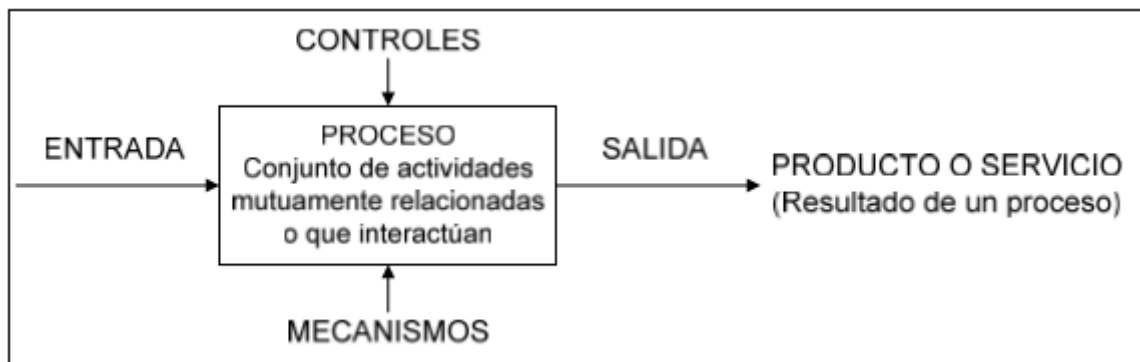 CONTROLES
ENTRADA
PROCESO
Conjunto de actividades
mutuamente relacionadas
o que interactúan
SALIDA
PRODUCTO O SERVICIO
(Resultado de un proceso)
MECANISMOS